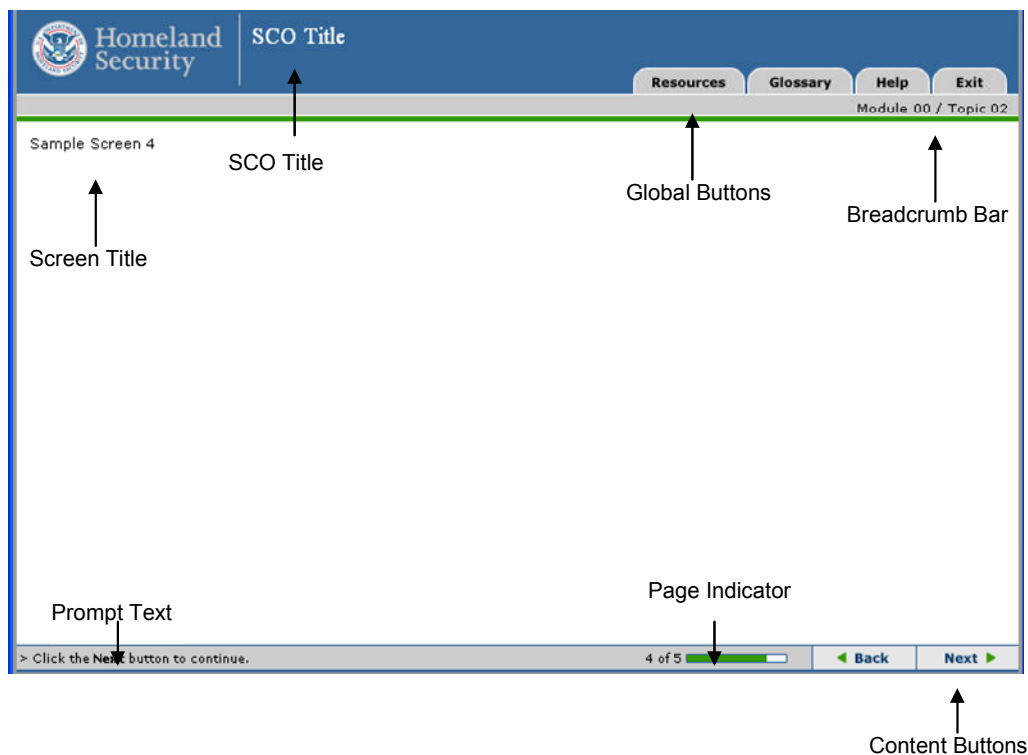 Homeland
Security
SCO Title
Resources Glossary Help Exit
Module 00 / Topic 02
Sample Screen 4
SCO Title
Global Buttons
Breadcrumb Bar
Screen Title
Page Indicator
Prompt Text
> Click the Next button to continue.
4 of 5
Back Next
Content Buttons